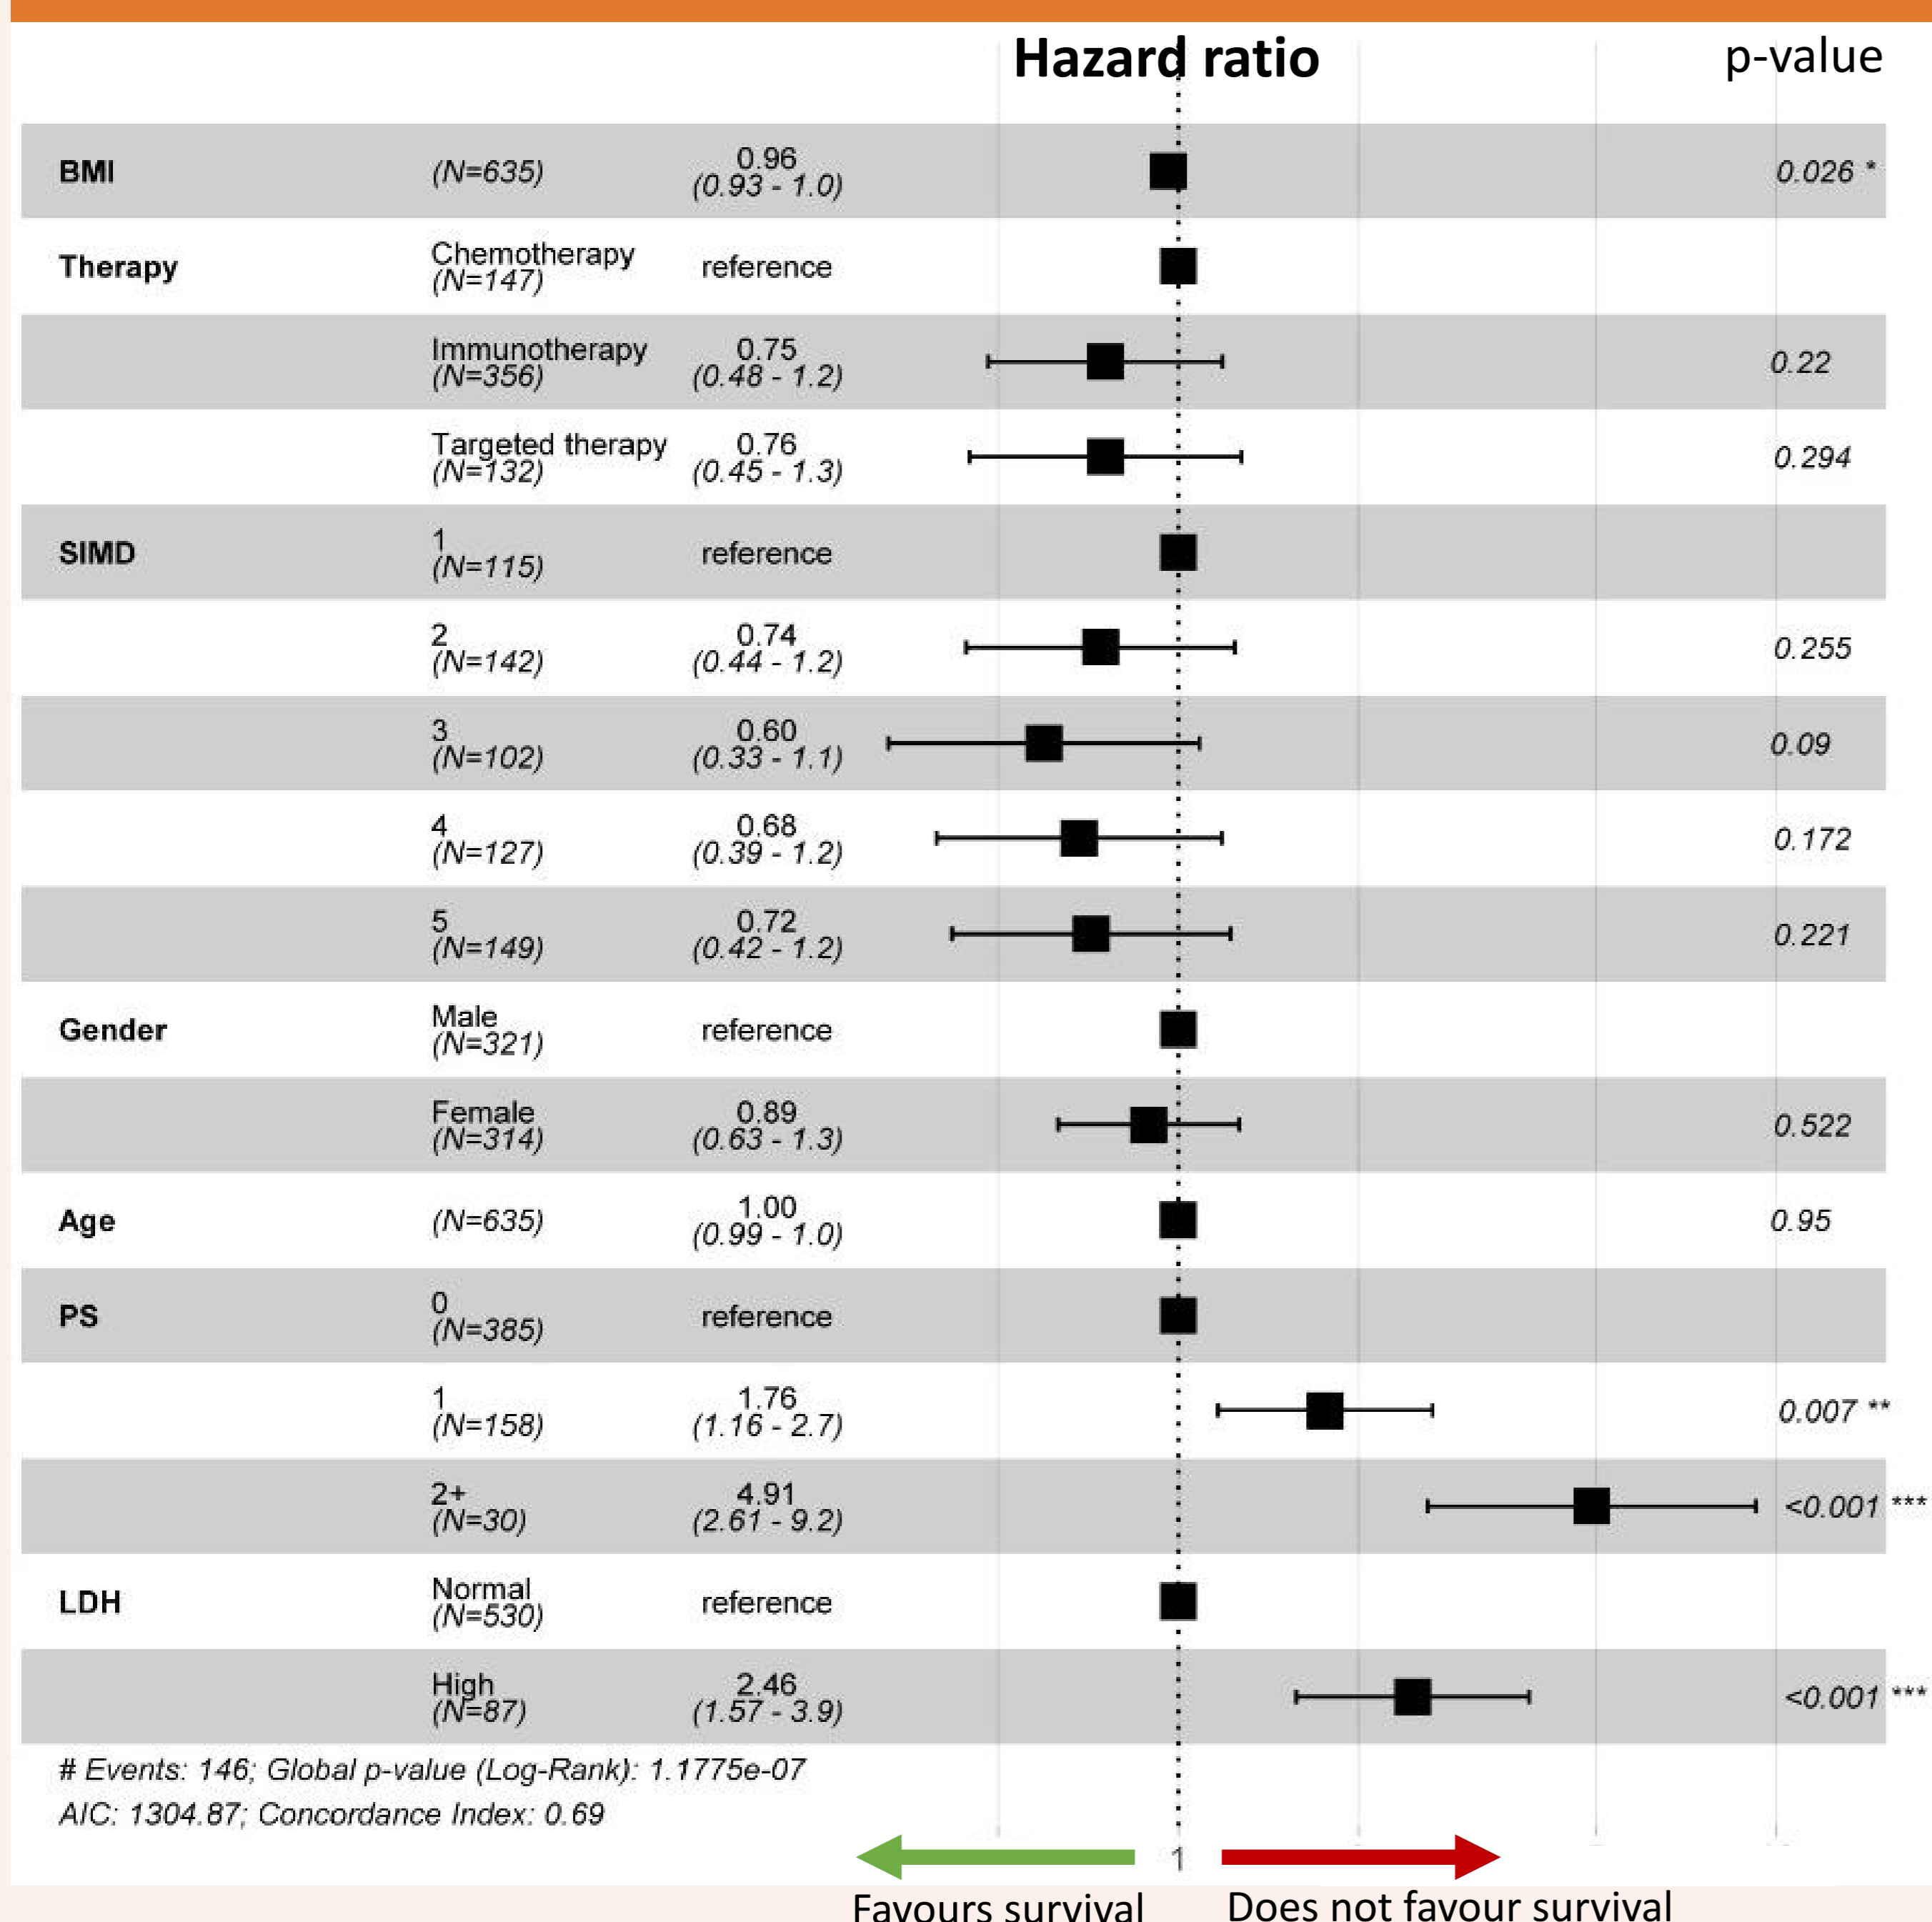 Hazard ratio p-value
BMI (N=635) 0.96 (0.93 - 1.0) 0.026 *
Therapy Chemotherapy (N=147) reference
Immunotherapy (N=356) 0.75 (0.48 - 1.2) 0.22
Targeted therapy (N=132) 0.76 (0.45 - 1.3) 0.294
SIMD 1 (N=115) reference
2 (N=142) 0.74 (0.44 - 1.2) 0.255
3 (N=102) 0.60 (0.33 - 1.1) 0.09
4 (N=127) 0.68 (0.39 - 1.2) 0.172
5 (N=149) 0.72 (0.42 - 1.2) 0.221
Gender Male (N=321) reference
Female (N=314) 0.89 (0.63 - 1.3) 0.522
Age (N=635) 1.00 (0.99 - 1.0) 0.95
PS 0 (N=385) reference
1 (N=158) 1.76 (1.16 - 2.7) 0.007 **
2+ (N=30) 4.91 (2.61 - 9.2) <0.001 ***
LDH Normal (N=530) reference
High (N=87) 2.46 (1.57 - 3.9) <0.001 ***
# Events: 146; Global p-value (Log-Rank): 1.1775e-07
AIC: 1304.87; Concordance Index: 0.69
1
Favours survival Does not favour survival